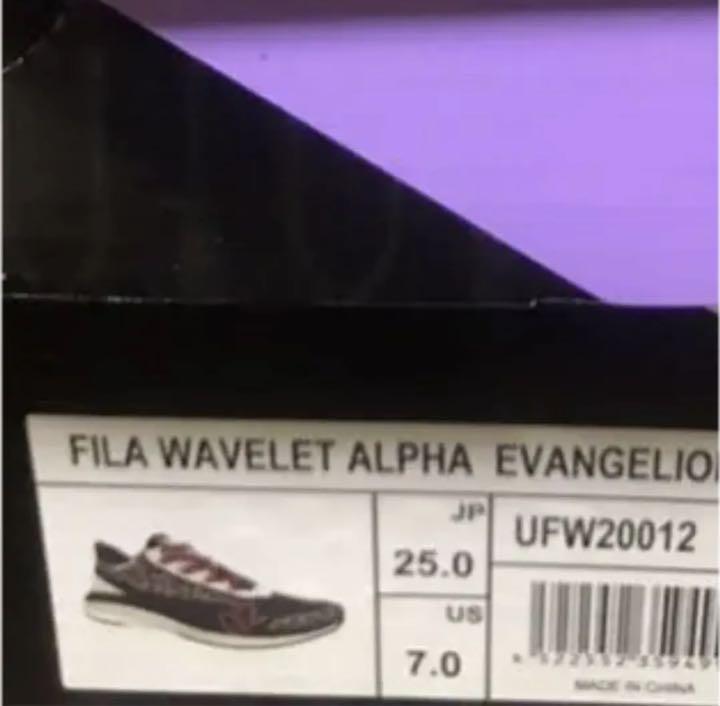 FILA WAVELET ALPHA EVANGELIO
JP
25.0
US
7.0
UFW20012
MADE IN CHINA